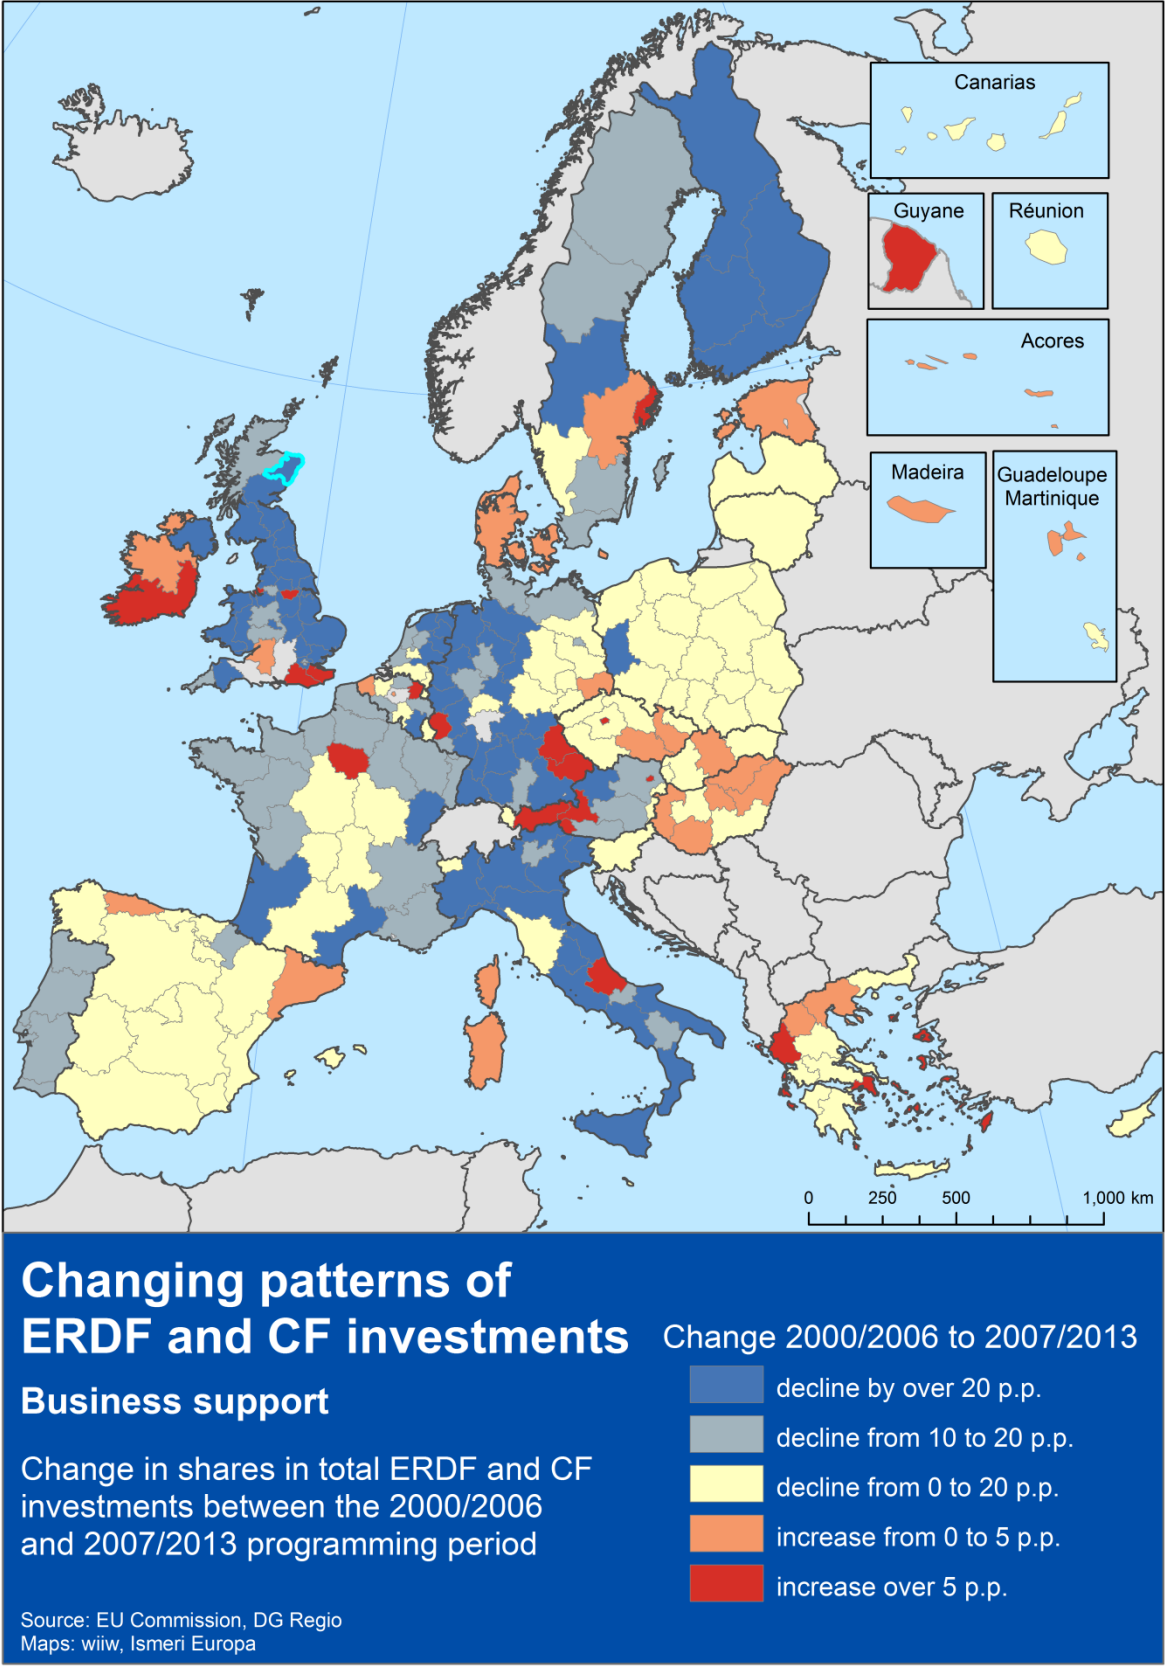 Canarias
Guyane
Réunion
Acores
Madeira
Guadeloupe
Martinique
0 250 500 1,000 km
Changing patterns of
ERDF and CF investments
Business support
Change in shares in total ERDF and CF
investments between the 2000/2006
and 2007/2013 programming period
Source: EU Commission, DG Regio
Maps: wiiw, Ismeri Europa
Change 2000/2006 to 2007/2013
decline by over 20 p.p.
decline from 10 to 20 p.p.
decline from 0 to 20 p.p.
increase from 0 to 5 p.p.
increase over 5 p.p.